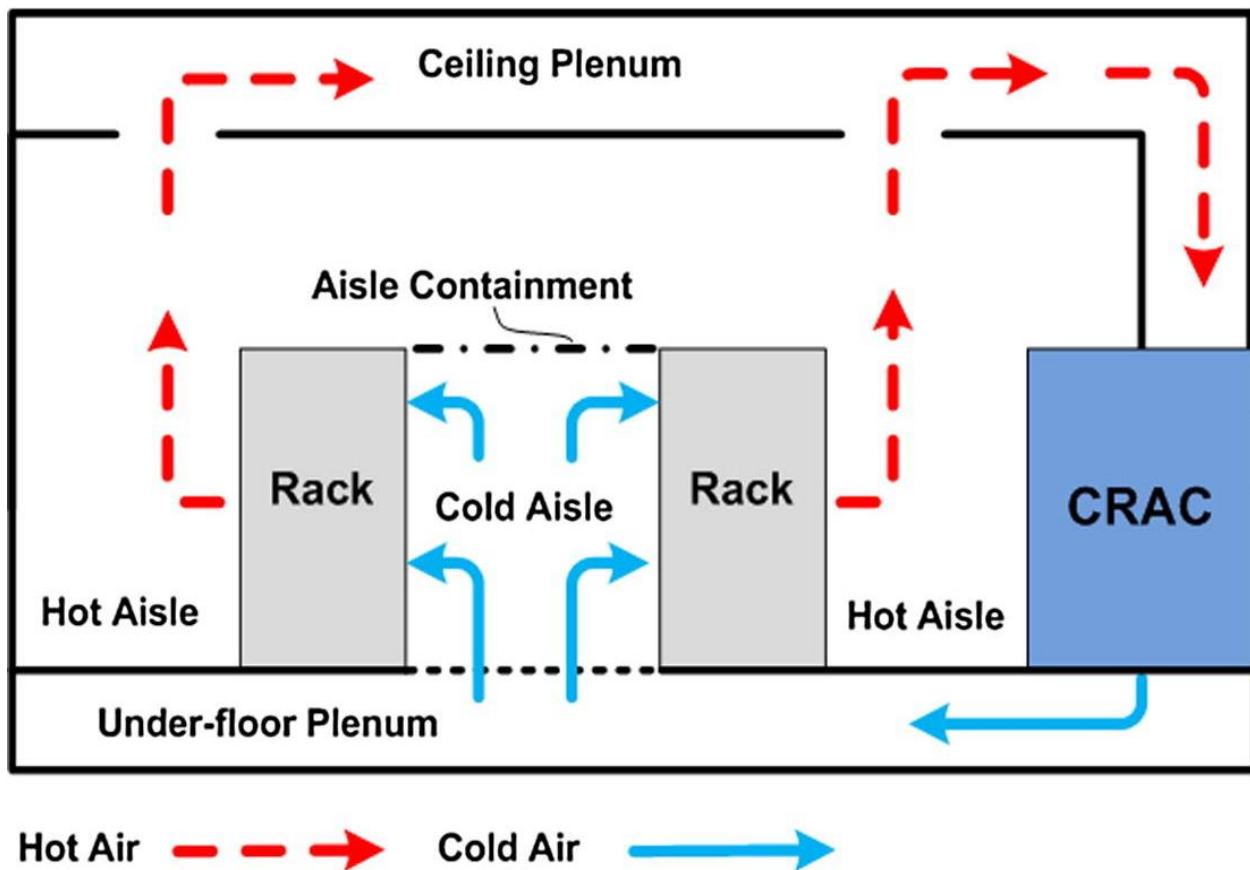 Ceiling Plenum
Aisle Containment
Rack
Cold Aisle
Rack
CRAC
Hot Aisle
Hot Aisle
Under-floor Plenum
Hot Air
Cold Air